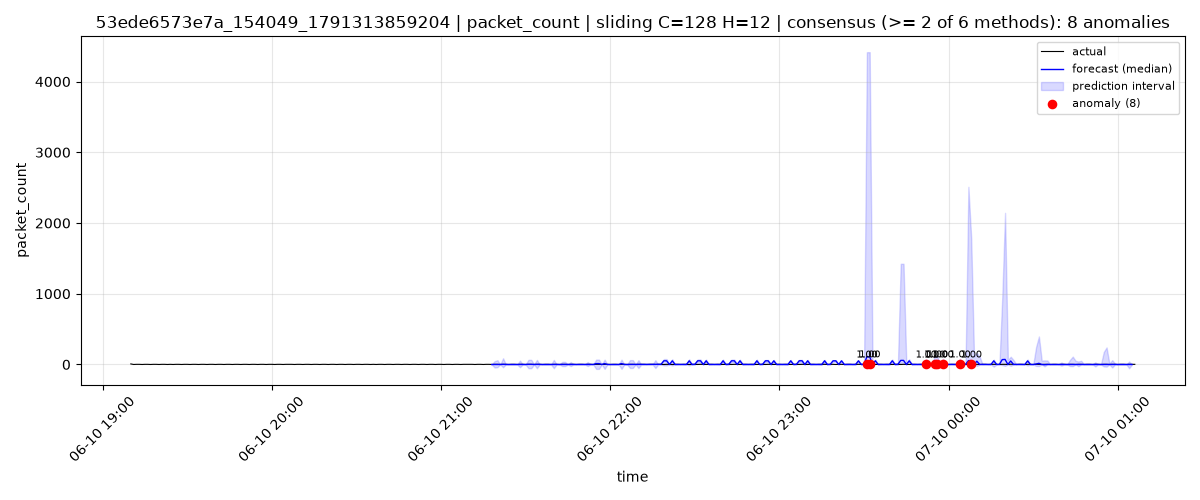 53ede6573e7a_154049_1791313859204 | packet_count | sliding C=128 H=12 | consensus (>= 2 of 6 methods): 8 anomalies
actual
forecast (median)
prediction interval
anomaly (8)
packet_count
4000
3000
2000
1000
0
06-10 19:00
06-10 20:00
06-10 21:00
06-10 22:00
06-10 23:00
07-10 00:00
07-10 01:00
time